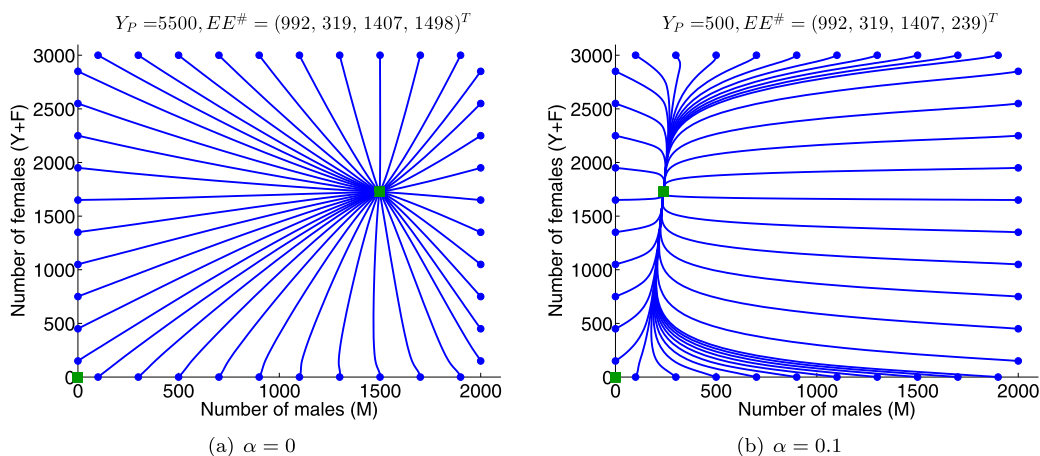 Y_P =5500, EE^# = (992, 319, 1407, 1498)^T
Number of females (Y+F)
3000
2500
2000
1500
1000
500
0
0 500 1000 1500 2000
Number of males (M)
(a) α = 0
Y_P =500, EE^# = (992, 319, 1407, 239)^T
Number of females (Y+F)
3000
2500
2000
1500
1000
500
0
0 500 1000 1500 2000
Number of males (M)
(b) α = 0.1